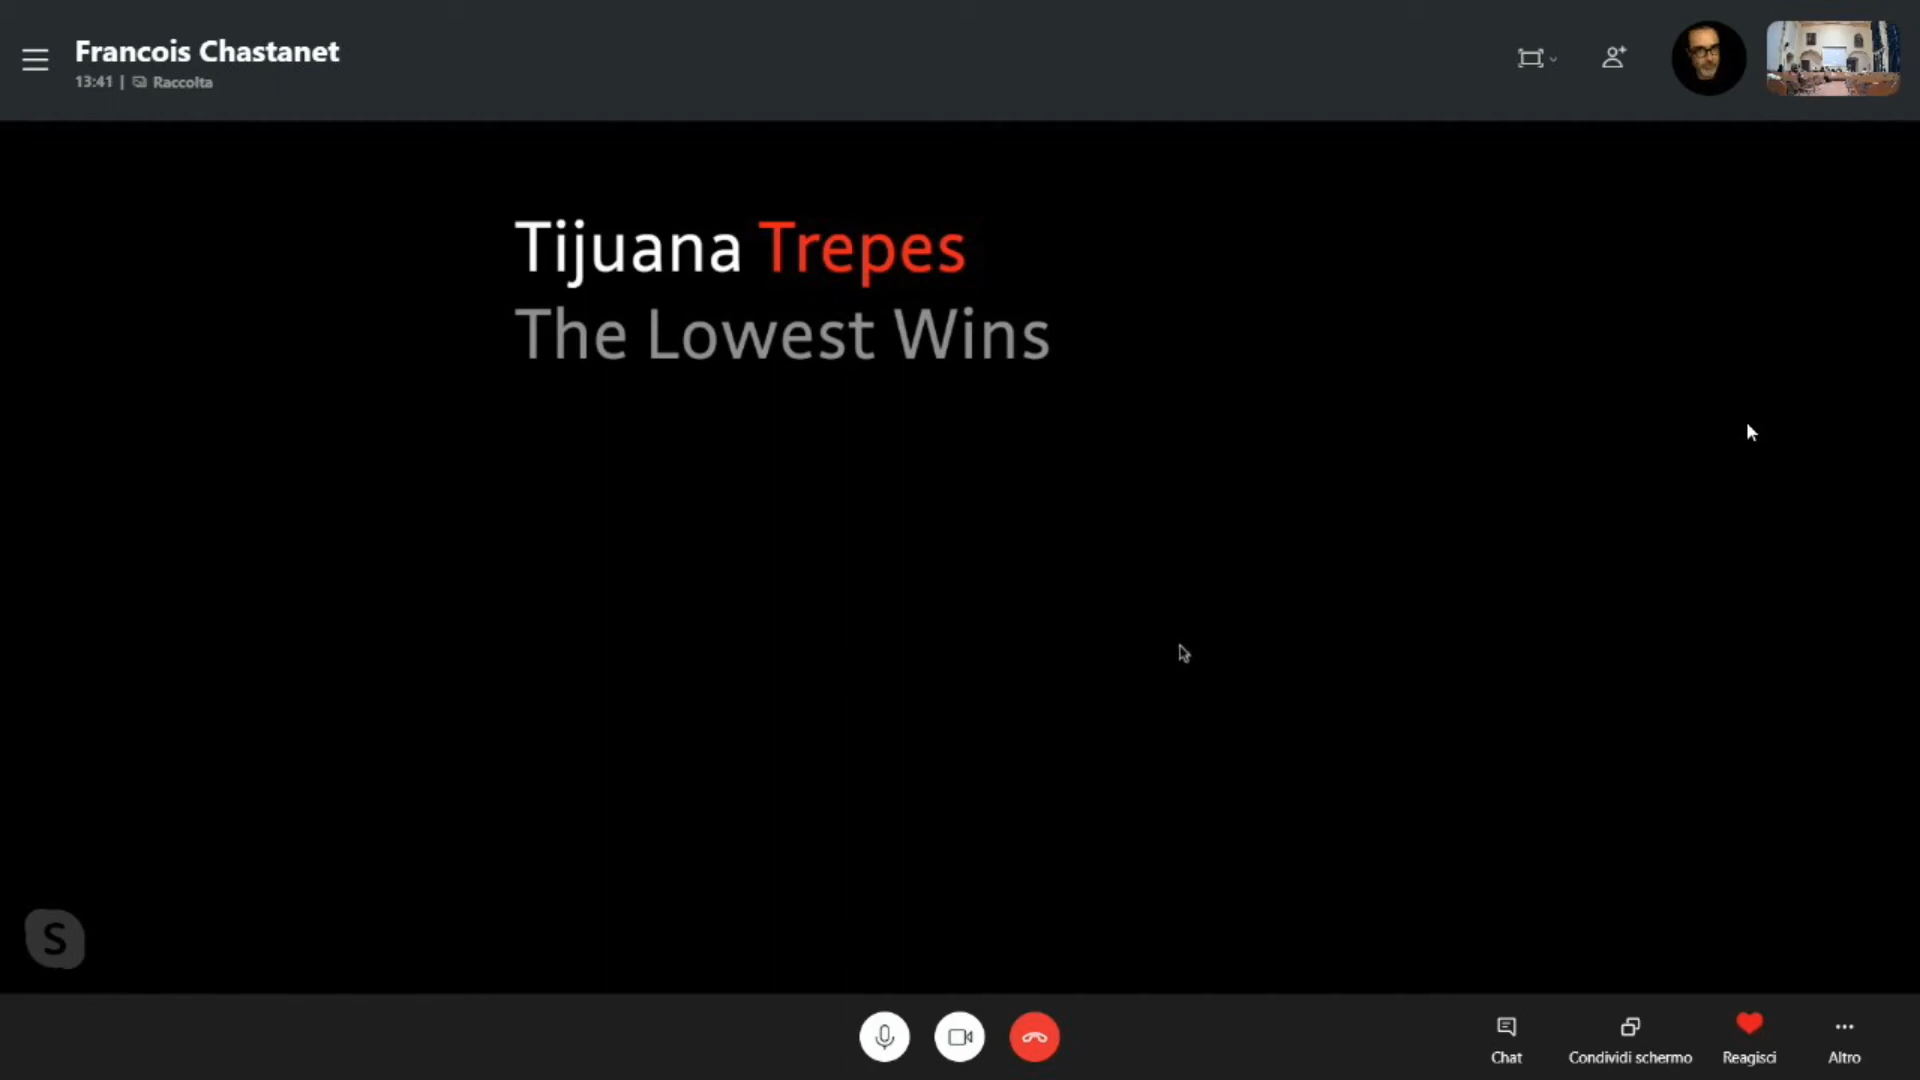 Francois Chastanet
13:41 | Raccolta
Tijuana Trepes
The Lowest Wins
S
Chat
Condividi schermo
Reagisci
Altro